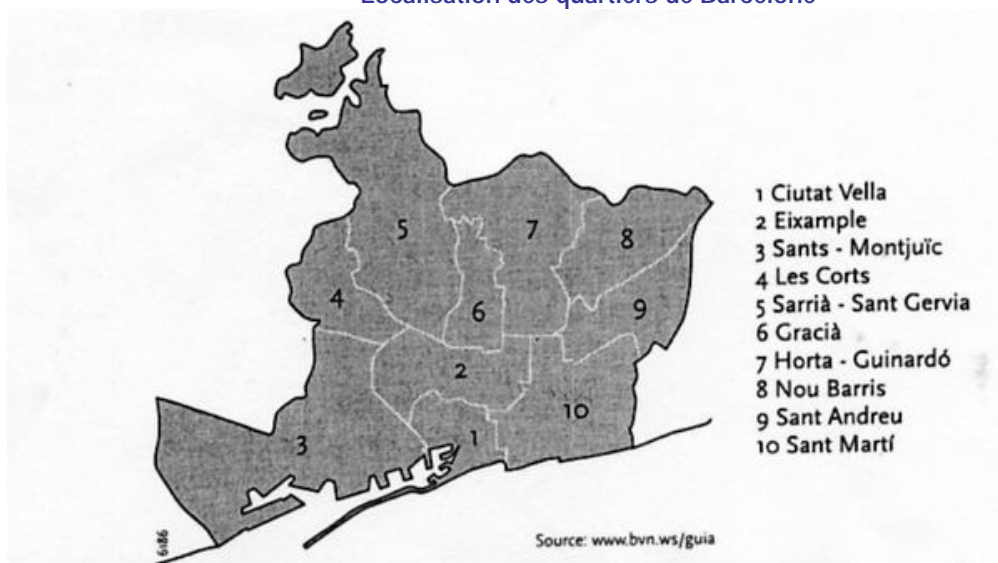 Localisation des quartiers de Barcelone
5
7
8
4
6
9
2
10
3
1
1 Ciutat Vella
2 Eixample
3 Sants - Montjuïc
4 Les Corts
5 Sarrià - Sant Gervia
6 Gracià
7 Horta - Guinardó
8 Nou Barris
9 Sant Andreu
10 Sant Martí
Source: www.bvn.ws/guia
6186